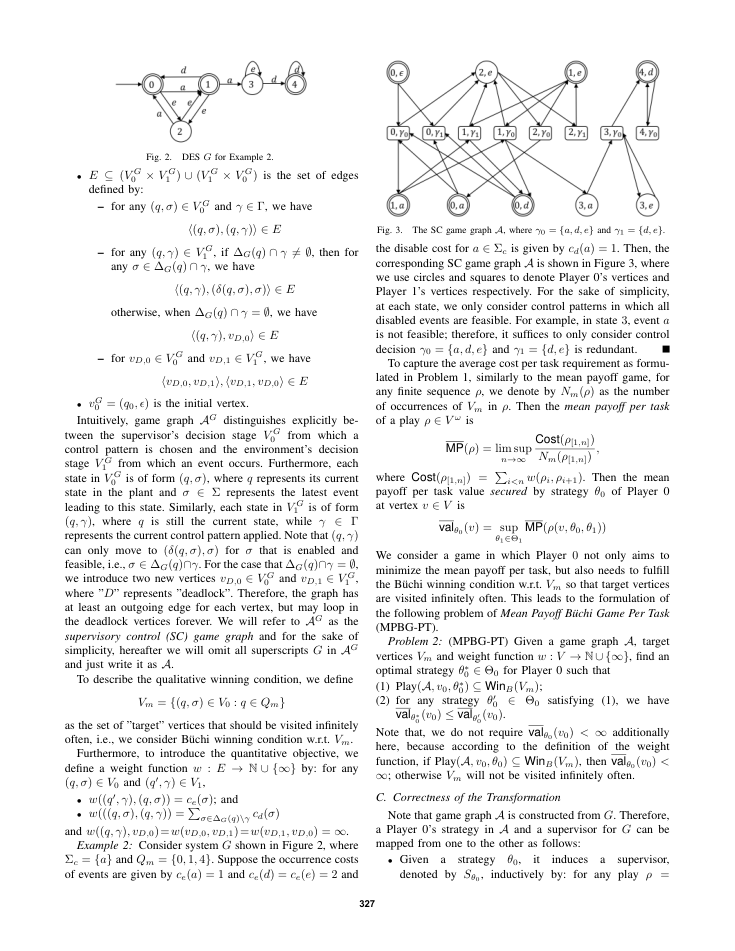 d
e
d
0
1
a
a
3
d
4
a
e
e
e
2
Fig. 2. DES G for Example 2.
• E ⊆ (V_0^G × V_1^G) ∪ (V_1^G × V_0^G) is the set of edges
defined by:
– for any (q, σ) ∈ V_0^G and γ ∈ Γ, we have
⟨(q, σ), (q, γ)⟩ ∈ E
– for any (q, γ) ∈ V_1^G, if Δ_G(q) ∩ γ ≠ ∅, then for
any σ ∈ Δ_G(q) ∩ γ, we have
⟨(q, γ), (δ(q, σ), σ)⟩ ∈ E
otherwise, when Δ_G(q) ∩ γ = ∅, we have
⟨(q, γ), v_{D,0}⟩ ∈ E
– for v_{D,0} ∈ V_0^G and v_{D,1} ∈ V_1^G, we have
⟨v_{D,0}, v_{D,1}⟩, ⟨v_{D,1}, v_{D,0}⟩ ∈ E
• v_0^G = (q_0, ϵ) is the initial vertex.
Intuitively, game graph A^G distinguishes explicitly be-
tween the supervisor's decision stage V_0^G from which a
control pattern is chosen and the environment's decision
stage V_1^G from which an event occurs. Furthermore, each
state in V_0^G is of form (q, σ), where q represents its current
state in the plant and σ ∈ Σ represents the latest event
leading to this state. Similarly, each state in V_1^G is of form
(q, γ), where q is still the current state, while γ ∈ Γ
represents the current control pattern applied. Note that (q, γ)
can only move to (δ(q, σ), σ) for σ that is enabled and
feasible, i.e., σ ∈ Δ_G(q)∩γ. For the case that Δ_G(q)∩γ = ∅,
we introduce two new vertices v_{D,0} ∈ V_0^G and v_{D,1} ∈ V_1^G,
where "D" represents "deadlock". Therefore, the graph has
at least an outgoing edge for each vertex, but may loop in
the deadlock vertices forever. We will refer to A^G as the
supervisory control (SC) game graph and for the sake of
simplicity, hereafter we will omit all superscripts G in A^G
and just write it as A.
To describe the qualitative winning condition, we define
V_m = {(q, σ) ∈ V_0 : q ∈ Q_m}
as the set of "target" vertices that should be visited infinitely
often, i.e., we consider Büchi winning condition w.r.t. V_m.
Furthermore, to introduce the quantitative objective, we
define a weight function w : E → ℕ ∪ {∞} by: for any
(q, σ) ∈ V_0 and (q′, γ) ∈ V_1,
• w((q′, γ), (q, σ)) = c_e(σ); and
• w(((q, σ), (q, γ)) = ∑_{σ∈Δ_G(q)\γ} c_d(σ)
and w((q, γ), v_{D,0}) = w(v_{D,0}, v_{D,1}) = w(v_{D,1}, v_{D,0}) = ∞.
Example 2: Consider system G shown in Figure 2, where
Σ_c = {a} and Q_m = {0, 1, 4}. Suppose the occurrence costs
of events are given by c_e(a) = 1 and c_e(d) = c_e(e) = 2 and
0, ϵ
2, e
1, e
4, d
0, γ_0
0, γ_1
1, γ_1
1, γ_0
2, γ_0
2, γ_1
3, γ_0
4, γ_0
1, a
0, a
0, d
3, a
3, e
Fig. 3. The SC game graph A, where γ_0 = {a, d, e} and γ_1 = {d, e}.
the disable cost for a ∈ Σ_c is given by c_d(a) = 1. Then, the
corresponding SC game graph A is shown in Figure 3, where
we use circles and squares to denote Player 0's vertices and
Player 1's vertices respectively. For the sake of simplicity,
at each state, we only consider control patterns in which all
disabled events are feasible. For example, in state 3, event a
is not feasible; therefore, it suffices to only consider control
decision γ_0 = {a, d, e} and γ_1 = {d, e} is redundant. ■
To capture the average cost per task requirement as formu-
lated in Problem 1, similarly to the mean payoff game, for
any finite sequence ρ, we denote by N_m(ρ) as the number
of occurrences of V_m in ρ. Then the mean payoff per task
of a play ρ ∈ V^ω is
M̅P̅(ρ) = lim sup_{n→∞} Cost(ρ_{[1,n]}) / N_m(ρ_{[1,n]}),
where Cost(ρ_{[1,n]}) = ∑_{i<n} w(ρ_i, ρ_{i+1}). Then the mean
payoff per task value secured by strategy θ_0 of Player 0
at vertex v ∈ V is
v̅a̅l̅_{θ_0}(v) = sup_{θ_1∈Θ_1} M̅P̅(ρ(v, θ_0, θ_1))
We consider a game in which Player 0 not only aims to
minimize the mean payoff per task, but also needs to fulfill
the Büchi winning condition w.r.t. V_m so that target vertices
are visited infinitely often. This leads to the formulation of
the following problem of Mean Payoff Büchi Game Per Task
(MPBG-PT).
Problem 2: (MPBG-PT) Given a game graph A, target
vertices V_m and weight function w : V → ℕ∪{∞}, find an
optimal strategy θ_0^* ∈ Θ_0 for Player 0 such that
(1) Play(A, v_0, θ_0^*) ⊆ Win_B(V_m);
(2) for any strategy θ_0′ ∈ Θ_0 satisfying (1), we have
v̅a̅l̅_{θ_0^*}(v_0) ≤ v̅a̅l̅_{θ_0′}(v_0).
Note that, we do not require v̅a̅l̅_{θ_0}(v_0) < ∞ additionally
here, because according to the definition of the weight
function, if Play(A, v_0, θ_0) ⊆ Win_B(V_m), then v̅a̅l̅_{θ_0}(v_0) <
∞; otherwise V_m will not be visited infinitely often.
C. Correctness of the Transformation
Note that game graph A is constructed from G. Therefore,
a Player 0's strategy in A and a supervisor for G can be
mapped from one to the other as follows:
• Given a strategy θ_0, it induces a supervisor,
denoted by S_{θ_0}, inductively by: for any play ρ =
327